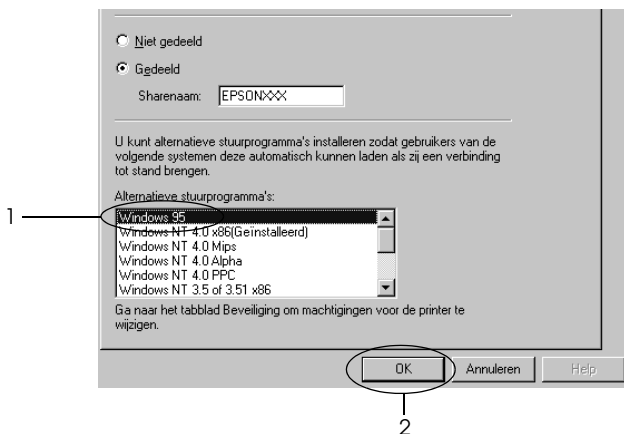 Niet gedeeld
Gedeeld
Sharenaam: EPSONXXX
U kunt alternatieve stuurprogramma's installeren zodat gebruikers van de
volgende systemen deze automatisch kunnen laden als zij een verbinding
tot stand brengen.
Alternatieve stuurprogramma's:
1
Windows 95
Windows NT 4.0 x86(Geïnstalleerd)
Windows NT 4.0 Mips
Windows NT 4.0 Alpha
Windows NT 4.0 PPC
Windows NT 3.5 of 3.51 x86
Ga naar het tabblad Beveiliging om machtigingen voor de printer te
wijzigen.
OK Annuleren Help
2